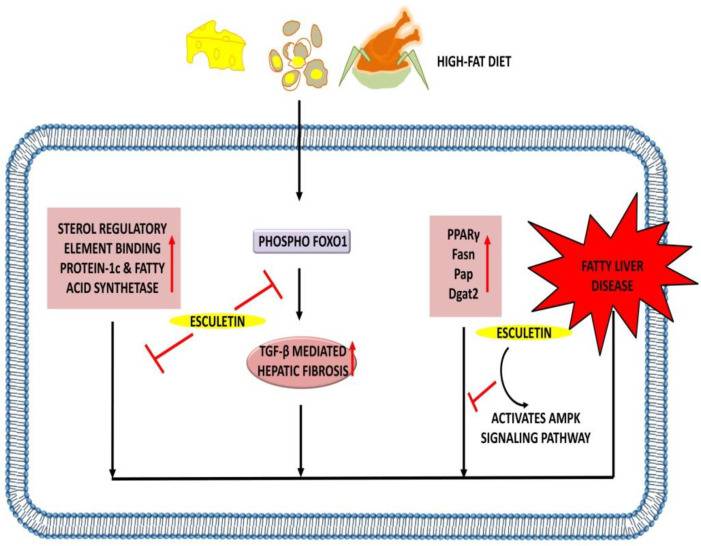 HIGH-FAT DIET
STEROL REGULATORY
ELEMENT BINDING
PROTEIN-1c & FATTY
ACID SYNTHETASE
PHOSPHO FOXO1
PPARγ
Fasn
Pap
Dgat2
FATTY LIVER
DISEASE
ESCULETIN
ESCULETIN
TGF-β MEDIATED
HEPATIC FIBROSIS
ACTIVATES AMPK
SIGNALING PATHWAY